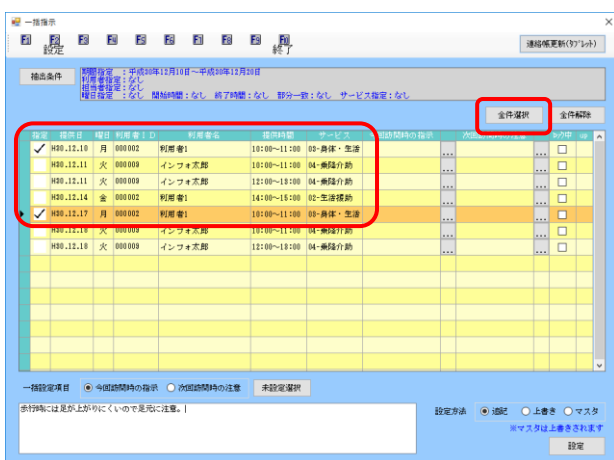 一括指示
F1 F2 F3 F4 F5 F6 F7 F8 F9 F10
設定 終了
連絡帳更新(タブレット)
抽出条件
期間指定 :平成30年12月10日～平成30年12月20日
利用者指定:なし
担当者指定:なし
曜日指定 :なし 開始時間:なし 終了時間:なし 部分一致:なし サービス指定:なし
全件選択 全件解除
指定 提供日 曜日 利用者ID 利用者名 提供時間 サービス 今回訪問時の指示
H30.12.10 月 000002 利用者1 10:00～11:00 03-身体・生活 ...
H30.12.11 火 000009 インフォ太郎 10:00～11:00 04-乗降介助 ...
H30.12.11 火 000009 インフォ太郎 12:00～13:00 04-乗降介助 ...
H30.12.14 金 000002 利用者1 14:00～15:00 02-生活援助 ...
H30.12.17 月 000002 利用者1 10:00～11:00 03-身体・生活 ...
H30.12.18 火 000009 インフォ太郎 10:00～11:00 04-乗降介助 ...
H30.12.18 火 000009 インフォ太郎 12:00～13:00 04-乗降介助 ...
一括設定項目 今回訪問時の指示 次回訪問時の注意 未設定選択
歩行時には足が上がりにくいので足元に注意。
設定方法 追記 上書き マスタ
※マスタは上書きされます
設定